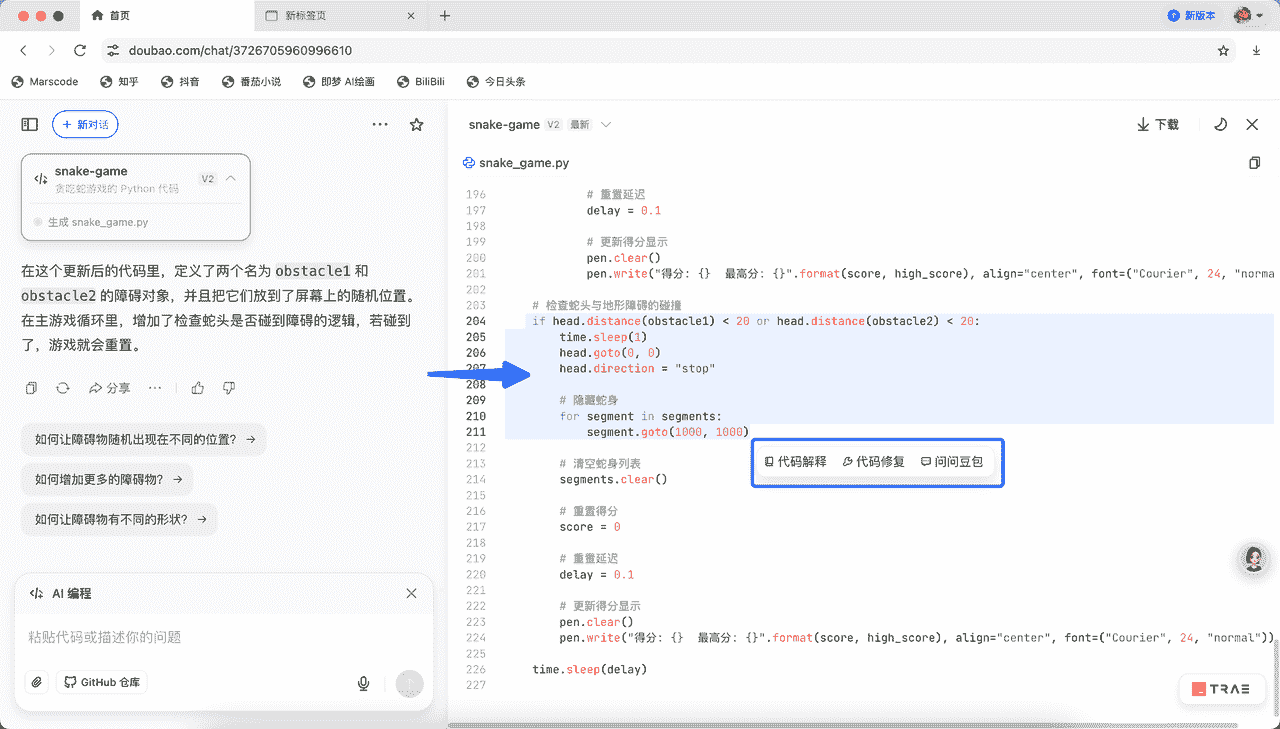 首页
新标签页
新版本
doubao.com/chat/3726705960996610
Marscode
知乎
抖音
番茄小说
即梦 AI绘画
BiliBili
今日头条
+ 新对话
snake-game
V2
贪吃蛇游戏的 Python 代码
生成 snake_game.py
在这个更新后的代码里，定义了两个名为 obstacle1 和
obstacle2 的障碍对象，并且把它们放到了屏幕上的随机位置。
在主游戏循环里，增加了检查蛇头是否碰到障碍的逻辑，若碰到
了，游戏就会重置。
分享
如何让障碍物随机出现在不同的位置？ →
如何增加更多的障碍物？ →
如何让障碍物有不同的形状？ →
AI 编程
粘贴代码或描述你的问题
GitHub 仓库
snake-game V2 最新
下载
snake_game.py
196 # 重置延迟
197 delay = 0.1
198
199 # 更新得分显示
200 pen.clear()
201 pen.write("得分: {}  最高分: {}".format(score, high_score), align="center", font=("Courier", 24, "norma
202
203 # 检查蛇头与地形障碍的碰撞
204 if head.distance(obstacle1) < 20 or head.distance(obstacle2) < 20:
205 time.sleep(1)
206 head.goto(0, 0)
207 head.direction = "stop"
208
209 # 隐藏蛇身
210 for segment in segments:
211 segment.goto(1000, 1000)
212
代码解释 代码修复 问问豆包
213 # 清空蛇身列表
214 segments.clear()
215
216 # 重置得分
217 score = 0
218
219 # 重置延迟
220 delay = 0.1
221
222 # 更新得分显示
223 pen.clear()
224 pen.write("得分: {}  最高分: {}".format(score, high_score), align="center", font=("Courier", 24, "normal"))
225
226 time.sleep(delay)
227
TRAE